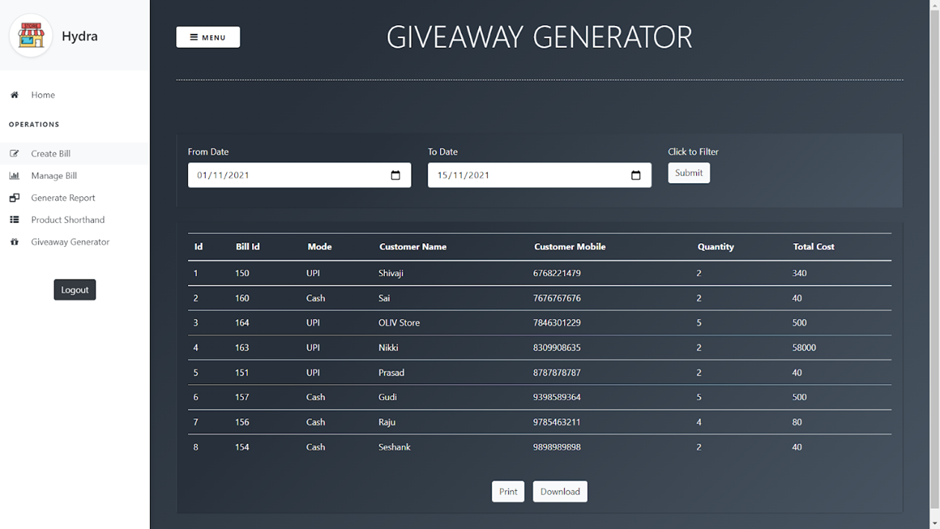 Hydra
Home
OPERATIONS
Create Bill
Manage Bill
Generate Report
Product Shorthand
Giveaway Generator
Logout
MENU
GIVEAWAY GENERATOR
From Date To Date Click to Filter
01/11/2021 15/11/2021 Submit
Id Bill Id Mode Customer Name Customer Mobile Quantity Total Cost
1 150 UPI Shivaji 6768221479 2 340
2 160 Cash Sai 7676767676 2 40
3 164 UPI OLIV Store 7846301229 5 500
4 163 UPI Nikki 8309908635 2 58000
5 151 UPI Prasad 8787878787 2 40
6 157 Cash Gudi 9398589364 5 500
7 156 Cash Raju 9785463211 4 80
8 154 Cash Seshank 9898989898 2 40
Print Download